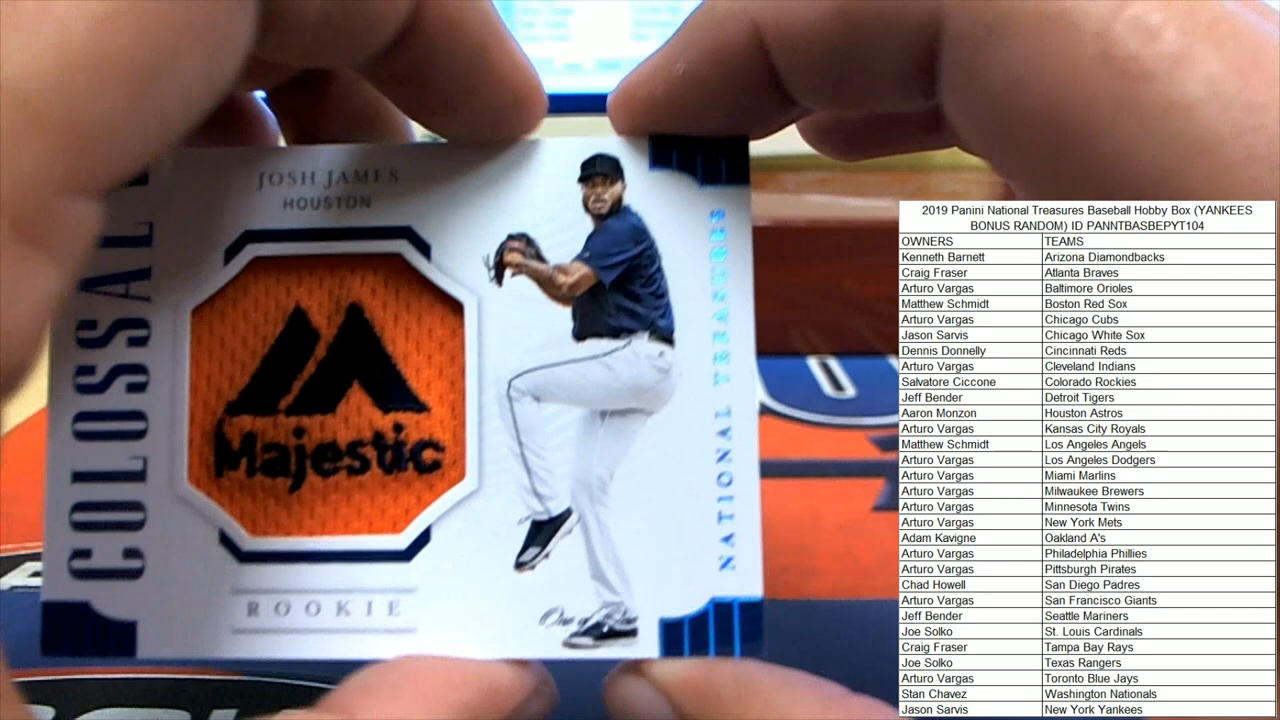 COLOSSAL
JOSH JAMES
HOUSTON
Majestic
ROOKIE
NATIONAL TREASURES
One of One
2019 Panini National Treasures Baseball Hobby Box (YANKEES
BONUS RANDOM) ID PANNTBASBEPYT104
OWNERS TEAMS
Kenneth Barnett Arizona Diamondbacks
Craig Fraser Atlanta Braves
Arturo Vargas Baltimore Orioles
Matthew Schmidt Boston Red Sox
Arturo Vargas Chicago Cubs
Jason Sarvis Chicago White Sox
Dennis Donnelly Cincinnati Reds
Arturo Vargas Cleveland Indians
Salvatore Ciccone Colorado Rockies
Jeff Bender Detroit Tigers
Aaron Monzon Houston Astros
Arturo Vargas Kansas City Royals
Matthew Schmidt Los Angeles Angels
Arturo Vargas Los Angeles Dodgers
Arturo Vargas Miami Marlins
Arturo Vargas Milwaukee Brewers
Arturo Vargas Minnesota Twins
Arturo Vargas New York Mets
Adam Kavigne Oakland A's
Arturo Vargas Philadelphia Phillies
Arturo Vargas Pittsburgh Pirates
Chad Howell San Diego Padres
Arturo Vargas San Francisco Giants
Jeff Bender Seattle Mariners
Joe Solko St. Louis Cardinals
Craig Fraser Tampa Bay Rays
Joe Solko Texas Rangers
Arturo Vargas Toronto Blue Jays
Stan Chavez Washington Nationals
Jason Sarvis New York Yankees